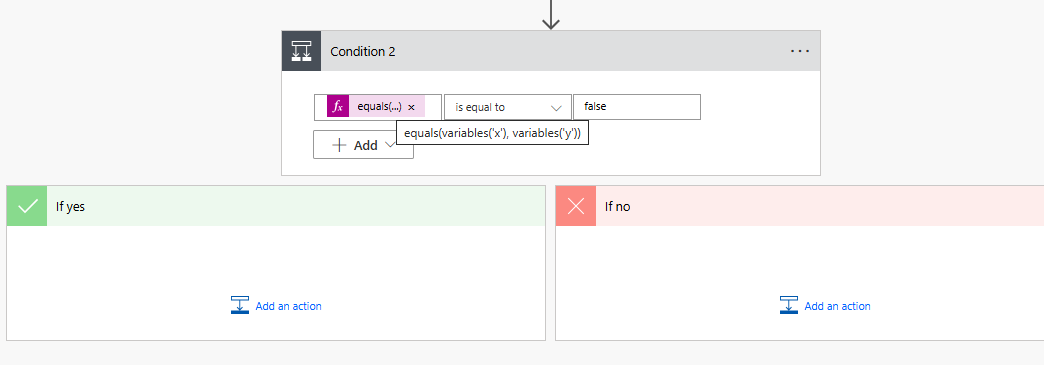 Condition 2
fx equals(...) × is equal to false
equals(variables('x'), variables('y'))
Add
If yes
If no
Add an action
Add an action